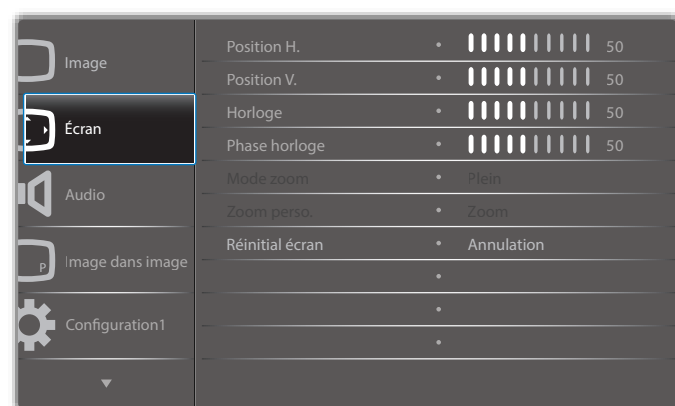 Image
Écran
Audio
P
Image dans image
Configuration1
Position H. • 50
Position V. • 50
Horloge • 50
Phase horloge • 50
Mode zoom • Plein
Zoom perso. • Zoom
Réinitial écran • Annulation
•
•
•